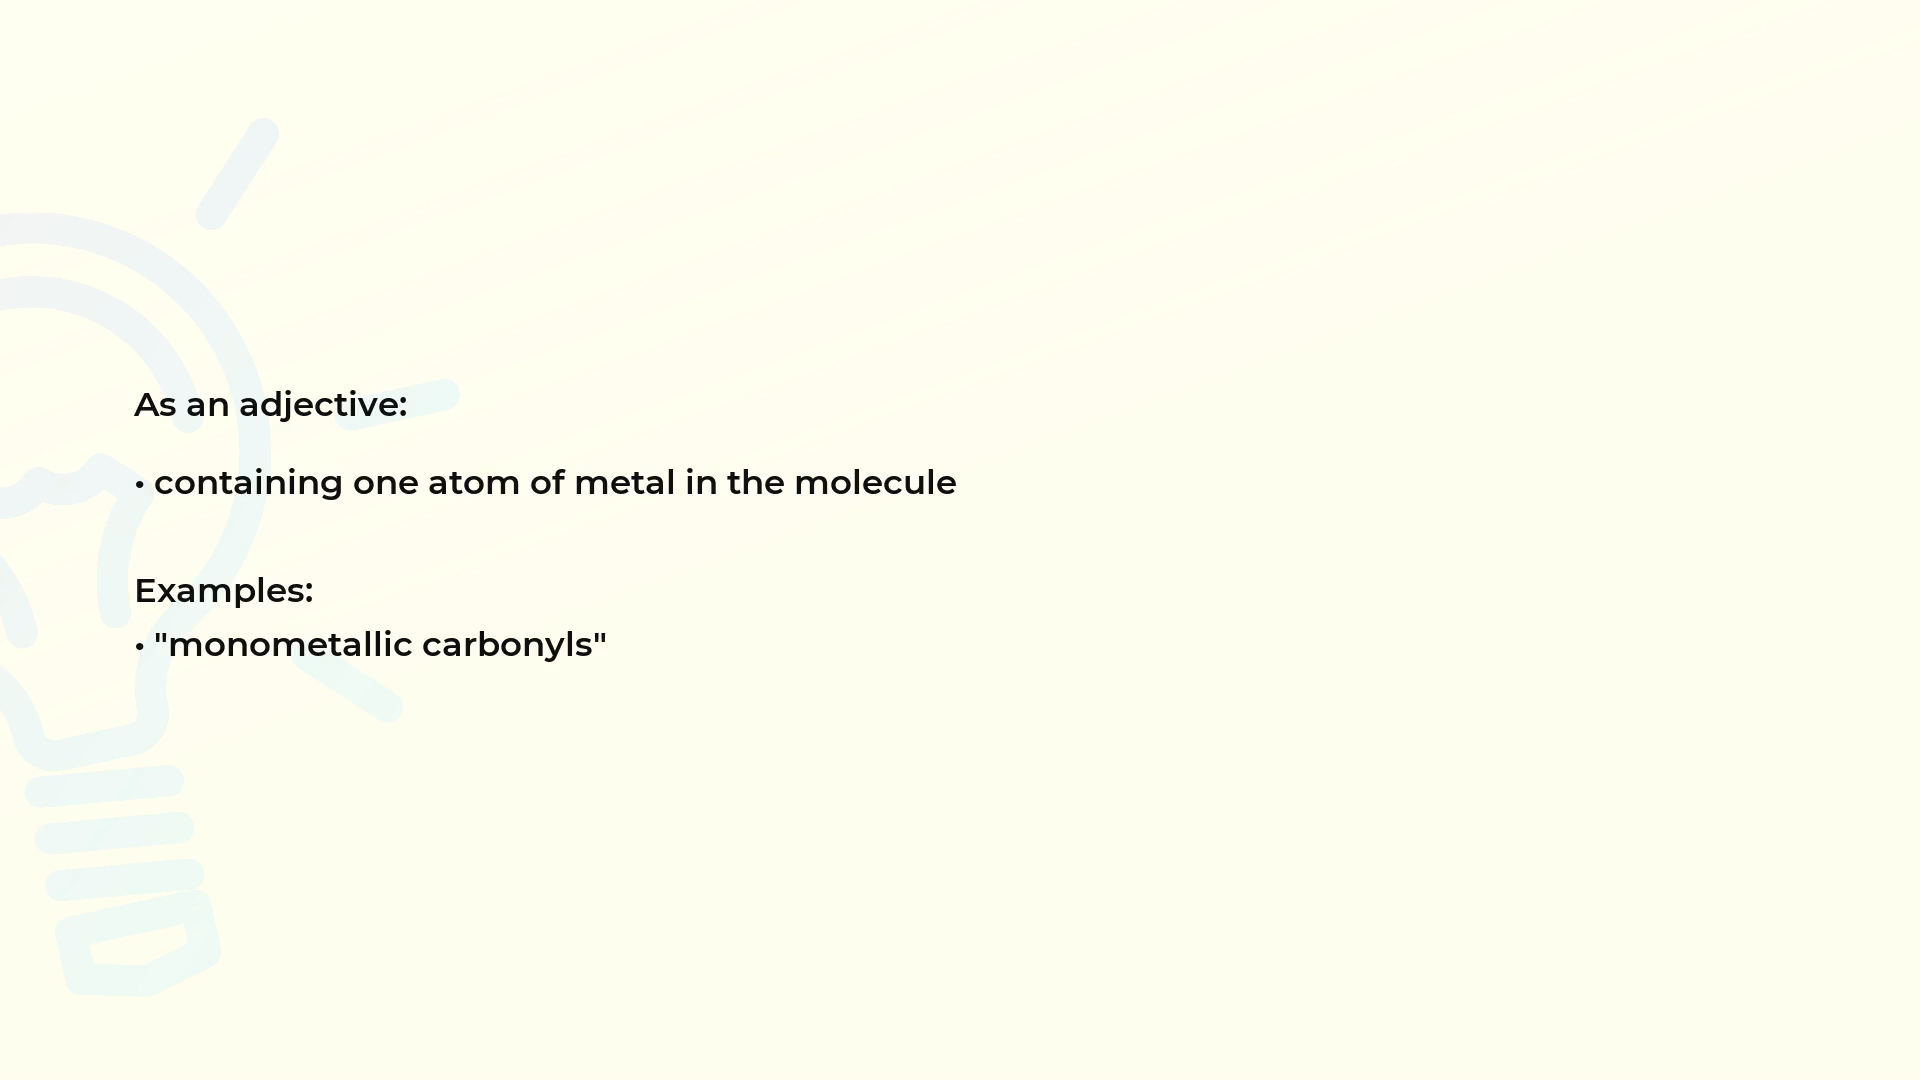 As an adjective:
• containing one atom of metal in the molecule
Examples:
• "monometallic carbonyls"